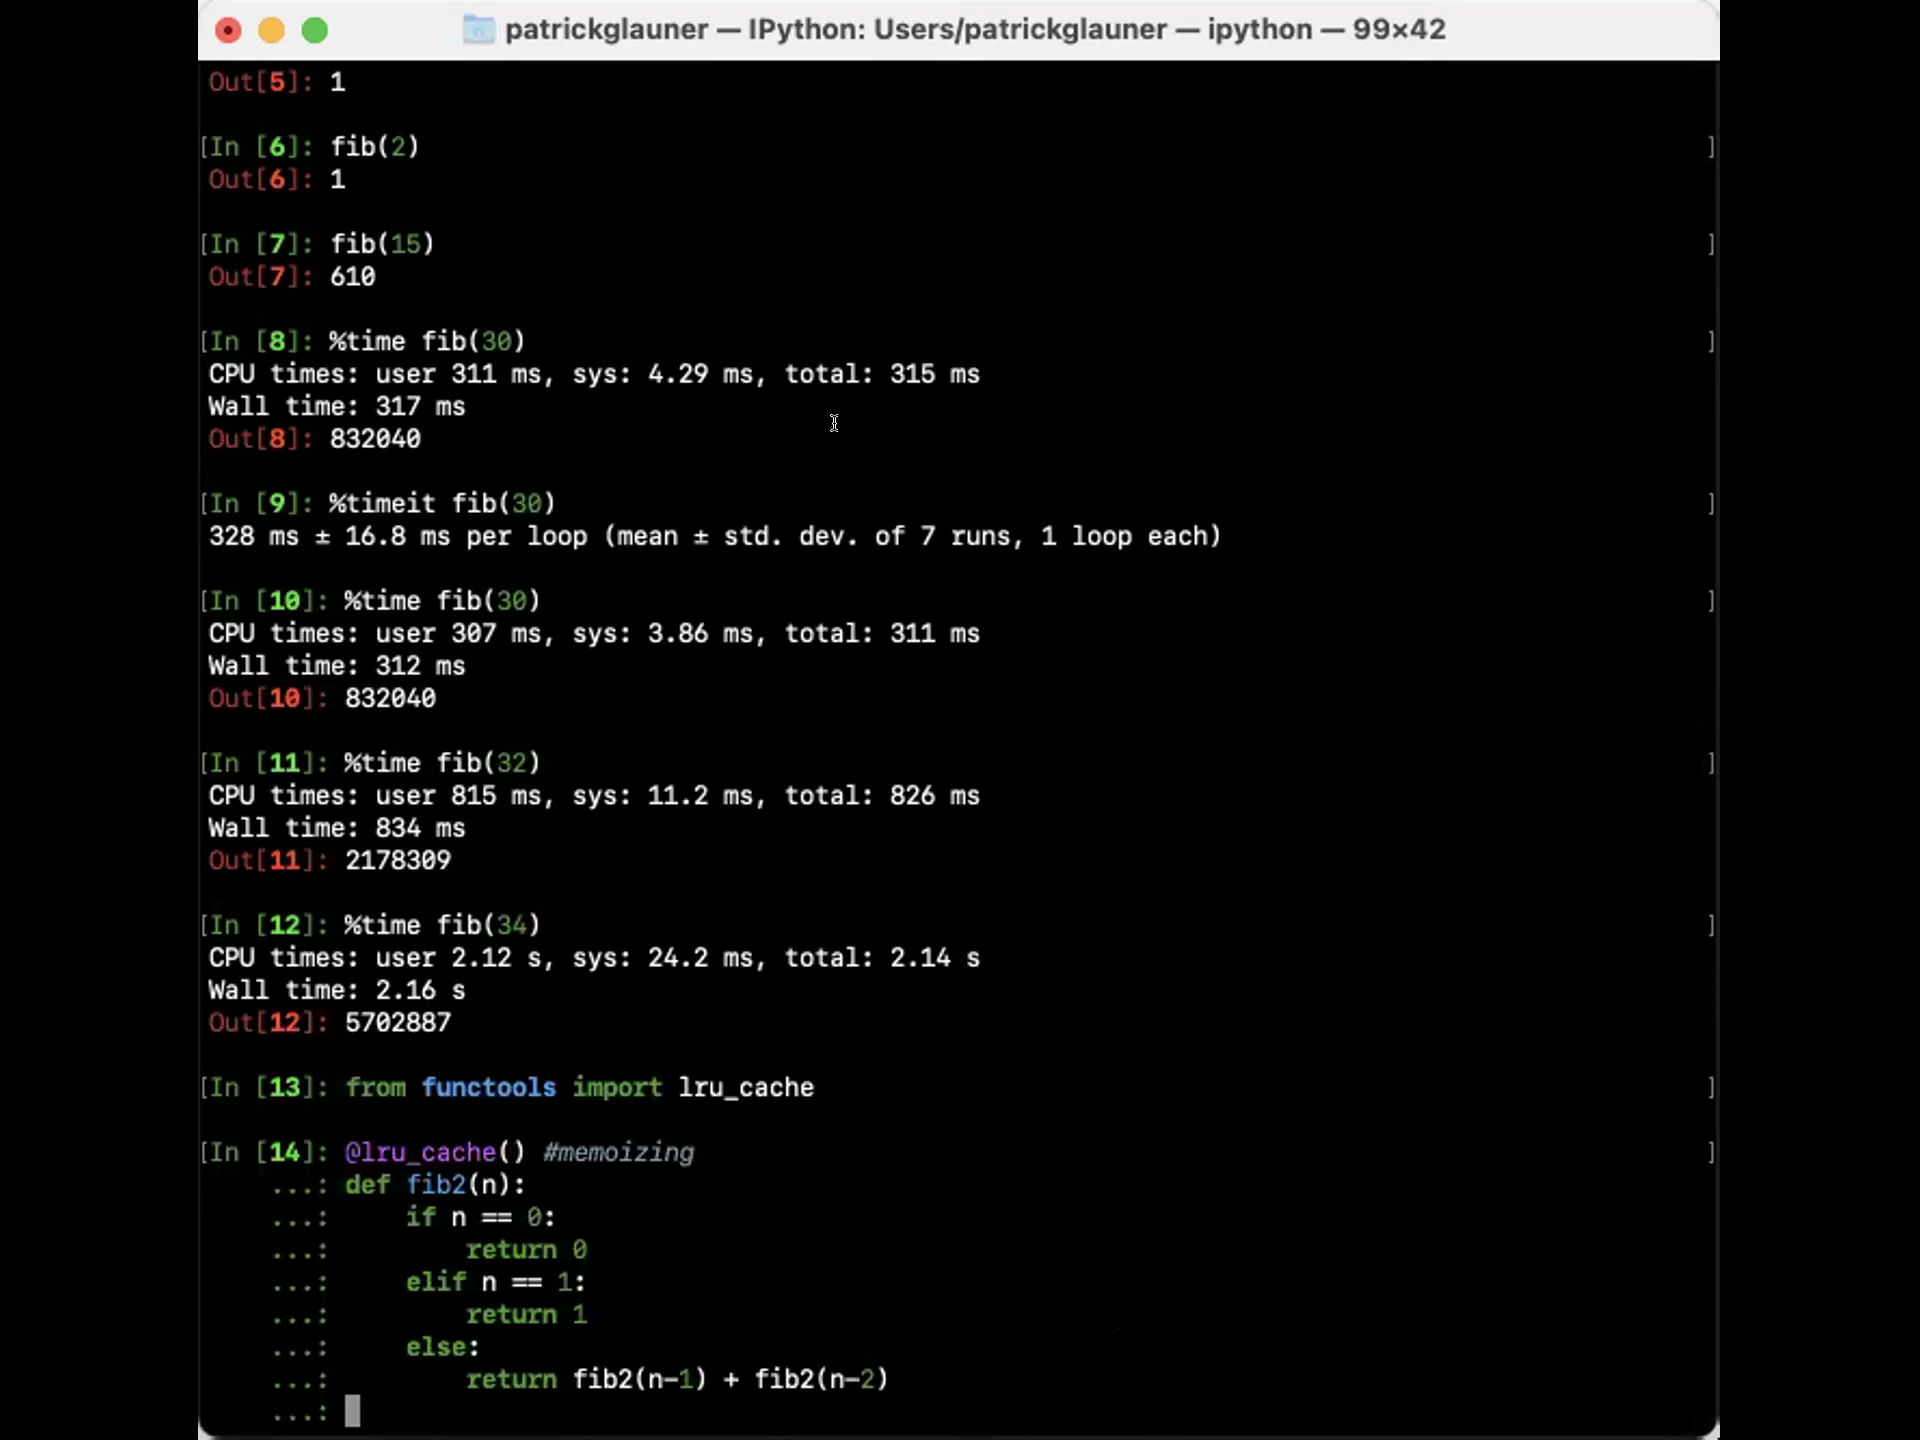 patrickglauner — IPython: Users/patrickglauner — ipython — 99×42
Out[5]: 1
[In [6]: fib(2) ]
Out[6]: 1
[In [7]: fib(15) ]
Out[7]: 610
[In [8]: %time fib(30) ]
CPU times: user 311 ms, sys: 4.29 ms, total: 315 ms
Wall time: 317 ms
Out[8]: 832040
[In [9]: %timeit fib(30) ]
328 ms ± 16.8 ms per loop (mean ± std. dev. of 7 runs, 1 loop each)
[In [10]: %time fib(30) ]
CPU times: user 307 ms, sys: 3.86 ms, total: 311 ms
Wall time: 312 ms
Out[10]: 832040
[In [11]: %time fib(32) ]
CPU times: user 815 ms, sys: 11.2 ms, total: 826 ms
Wall time: 834 ms
Out[11]: 2178309
[In [12]: %time fib(34) ]
CPU times: user 2.12 s, sys: 24.2 ms, total: 2.14 s
Wall time: 2.16 s
Out[12]: 5702887
[In [13]: from functools import lru_cache ]
[In [14]: @lru_cache() #memoizing ]
...: def fib2(n):
...:     if n == 0:
...:         return 0
...:     elif n == 1:
...:         return 1
...:     else:
...:         return fib2(n-1) + fib2(n-2)
...: